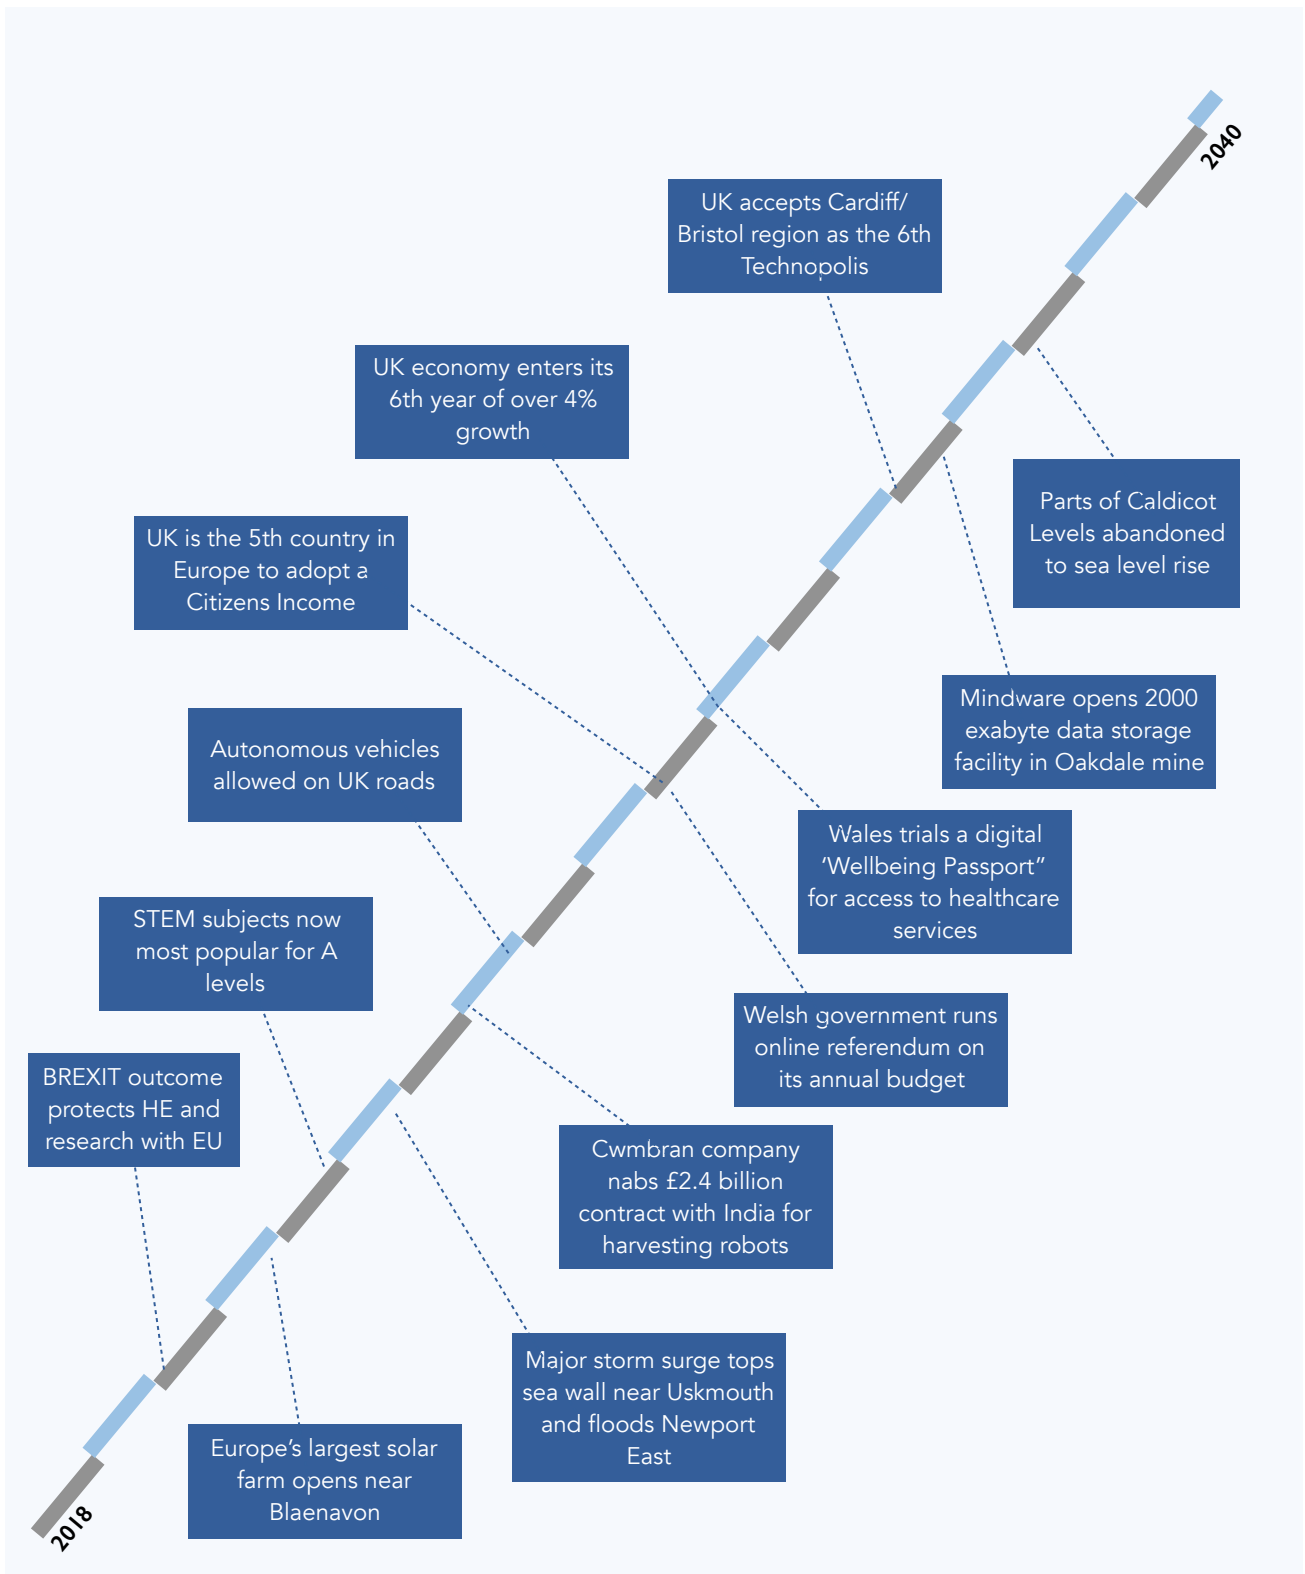 2040
UK accepts Cardiff/
Bristol region as the 6th
Technopolis
UK economy enters its
6th year of over 4%
growth
Parts of Caldicot
Levels abandoned
to sea level rise
UK is the 5th country in
Europe to adopt a
Citizens Income
Mindware opens 2000
exabyte data storage
facility in Oakdale mine
Autonomous vehicles
allowed on UK roads
Wales trials a digital
‘Wellbeing Passport”
for access to healthcare
services
STEM subjects now
most popular for A
levels
Welsh government runs
online referendum on
its annual budget
BREXIT outcome
protects HE and
research with EU
Cwmbran company
nabs £2.4 billion
contract with India for
harvesting robots
Major storm surge tops
sea wall near Uskmouth
and floods Newport
East
Europe’s largest solar
farm opens near
Blaenavon
2018